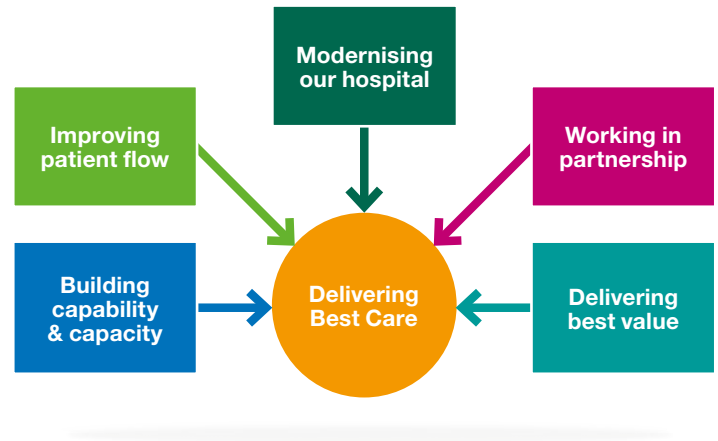 Modernising
our hospital
Improving
patient flow
Working in
partnership
Building
capability
& capacity
Delivering
Best Care
Delivering
best value